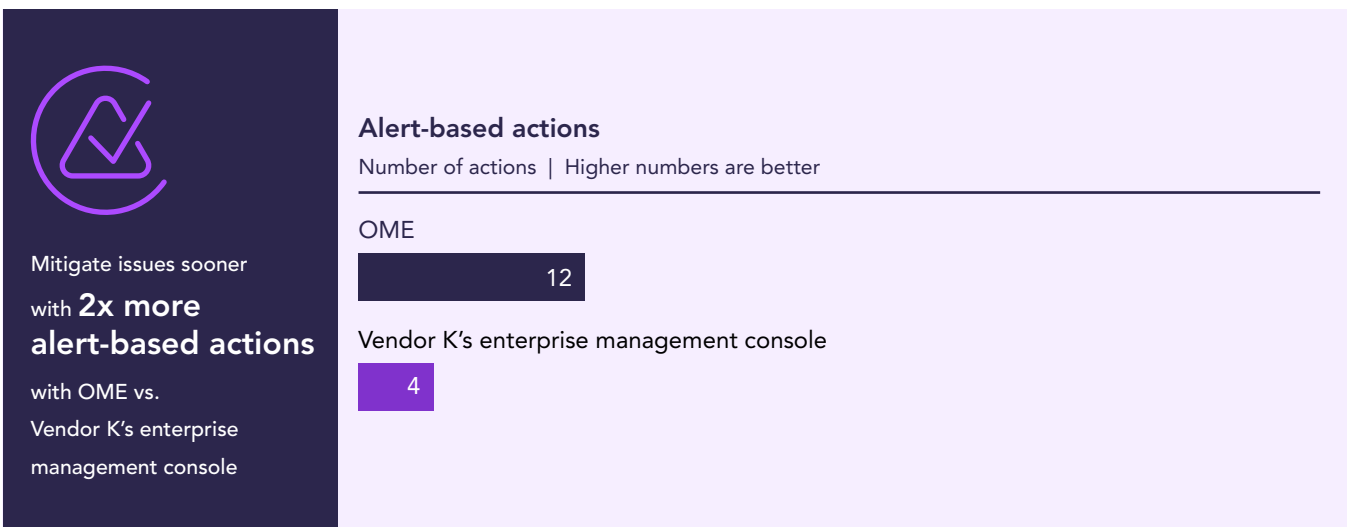 Mitigate issues sooner
with 2x more
alert-based actions
with OME vs.
Vendor K’s enterprise
management console
Alert-based actions
Number of actions | Higher numbers are better
OME
12
Vendor K’s enterprise management console
4